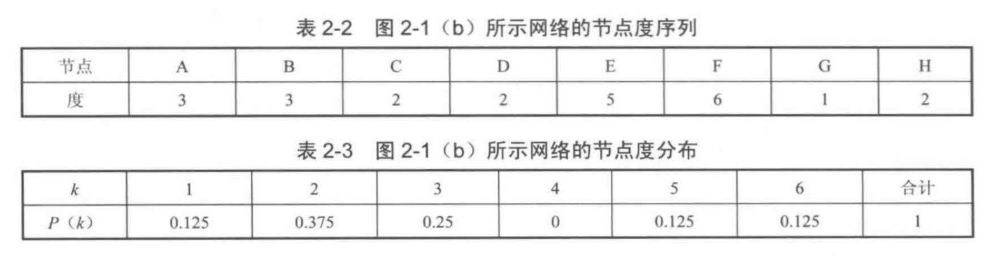 表 2-2 图 2-1（b）所示网络的节点度序列
节点 A B C D E F G H
度 3 3 2 2 5 6 1 2
表 2-3 图 2-1（b）所示网络的节点度分布
k 1 2 3 4 5 6 合计
P（k） 0.125 0.375 0.25 0 0.125 0.125 1